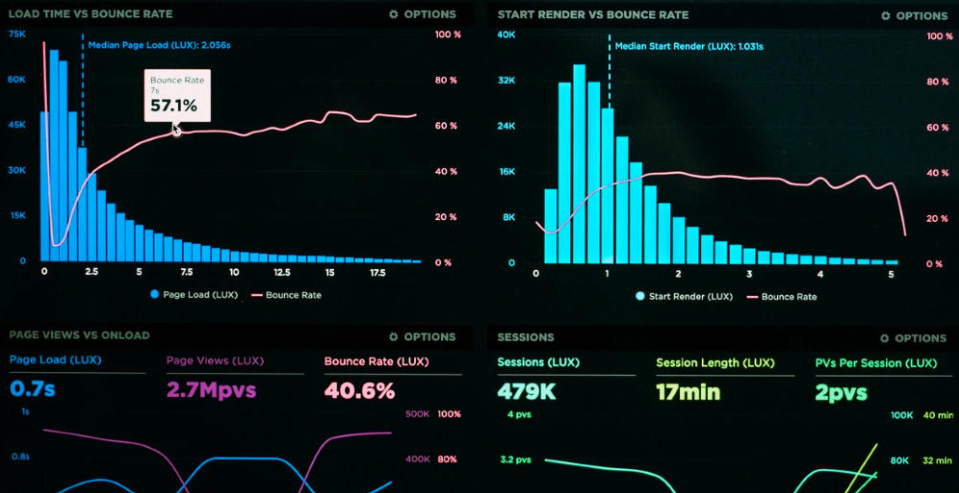 LOAD TIME VS BOUNCE RATE
OPTIONS
75K
100 %
Median Page Load (LUX): 2.056s
60K
80 %
Bounce Rate
7s
57.1%
45K
60 %
30K
40 %
15K
20 %
0
0 %
0 2.5 5 7.5 10 12.5 15 17.5
Page Load (LUX) Bounce Rate
START RENDER VS BOUNCE RATE
OPTIONS
40K
100 %
Median Start Render (LUX): 1.031s
32K
80 %
24K
60 %
16K
40 %
8K
20 %
0
0 %
0 1 2 3 4 5
Start Render (LUX) Bounce Rate
PAGE VIEWS VS ONLOAD
OPTIONS
Page Load (LUX) Page Views (LUX) Bounce Rate (LUX)
0.7s 2.7Mpvs 40.6%
1s 500K 100%
0.8s 400K 80%
SESSIONS
OPTIONS
Sessions (LUX) Session Length (LUX) PVs Per Session (LUX)
479K 17min 2pvs
4 pvs 100K 40 min
3.2 pvs 80K 32 min